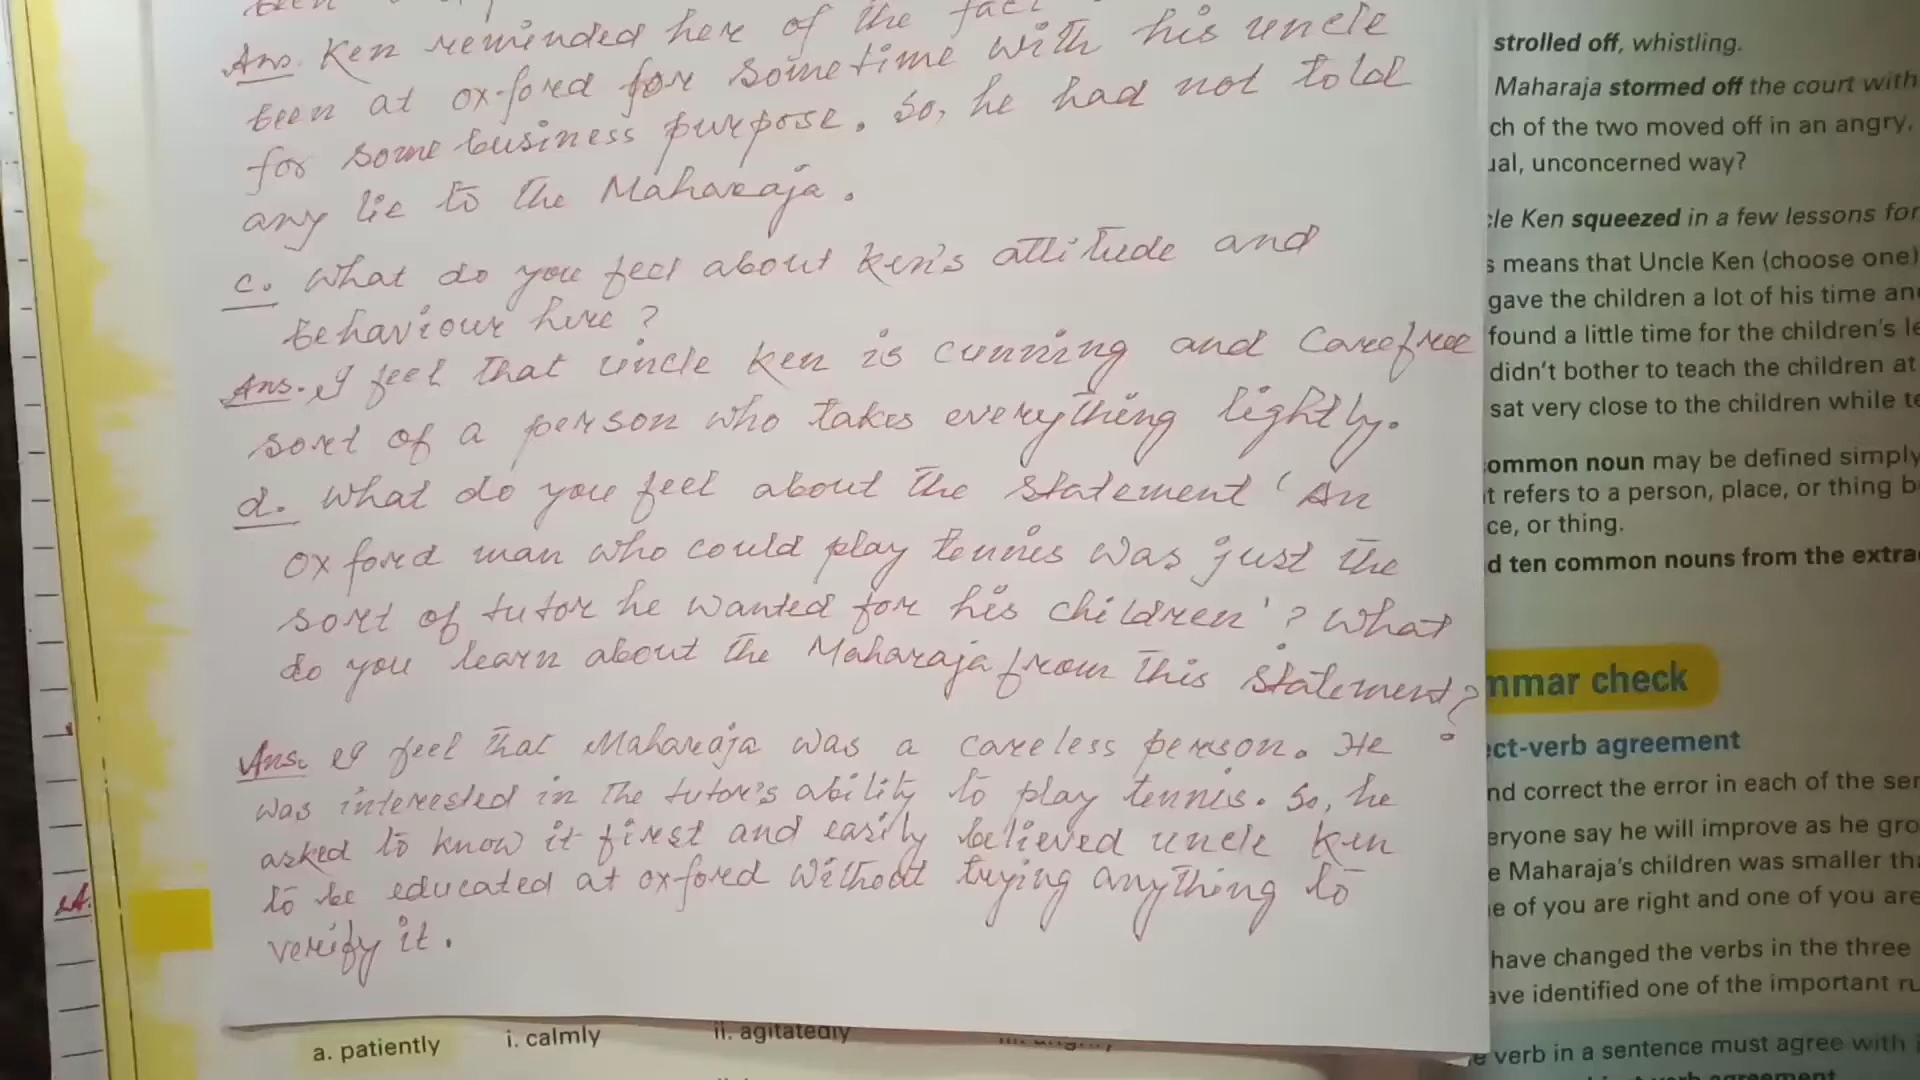 Ans. Ken reminded here of the fact
been at oxford for sometime with his uncle
for some business purpose. So, he had not told
any lie to the Maharaja.
c. What do you feel about Ken's attitude and
behaviour here?
Ans. I feel that uncle Ken is cunning and Carefree
sort of a person who takes everything lightly.
d. What do you feel about the statement 'An
oxford man who could play tennis was just the
sort of tutor he wanted for his children'? What
do you learn about the Maharaja from this statement?
Ans. I feel that Maharaja was a careless person. He
was interested in the tutor's ability to play tennis. So, he
asked to know it first and easily believed uncle Ken
to be educated at oxford without trying anything to
verify it.
a. patiently i. calmly ii. agitatedly
strolled off, whistling.
Maharaja stormed off the court with
ch of the two moved off in an angry,
ual, unconcerned way?
cle Ken squeezed in a few lessons for
s means that Uncle Ken (choose one)
gave the children a lot of his time an
found a little time for the children's le
didn't bother to teach the children at
sat very close to the children while te
ommon noun may be defined simply
t refers to a person, place, or thing b
ce, or thing.
d ten common nouns from the extra
mmar check
ect-verb agreement
nd correct the error in each of the sen
eryone say he will improve as he gro
e Maharaja's children was smaller tha
e of you are right and one of you are
have changed the verbs in the three
ave identified one of the important ru
e verb in a sentence must agree with i
agreement